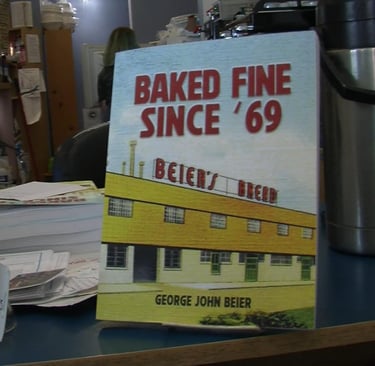 BAKED FINE
SINCE '69
BEIER'S BREAD
GEORGE JOHN BEIER